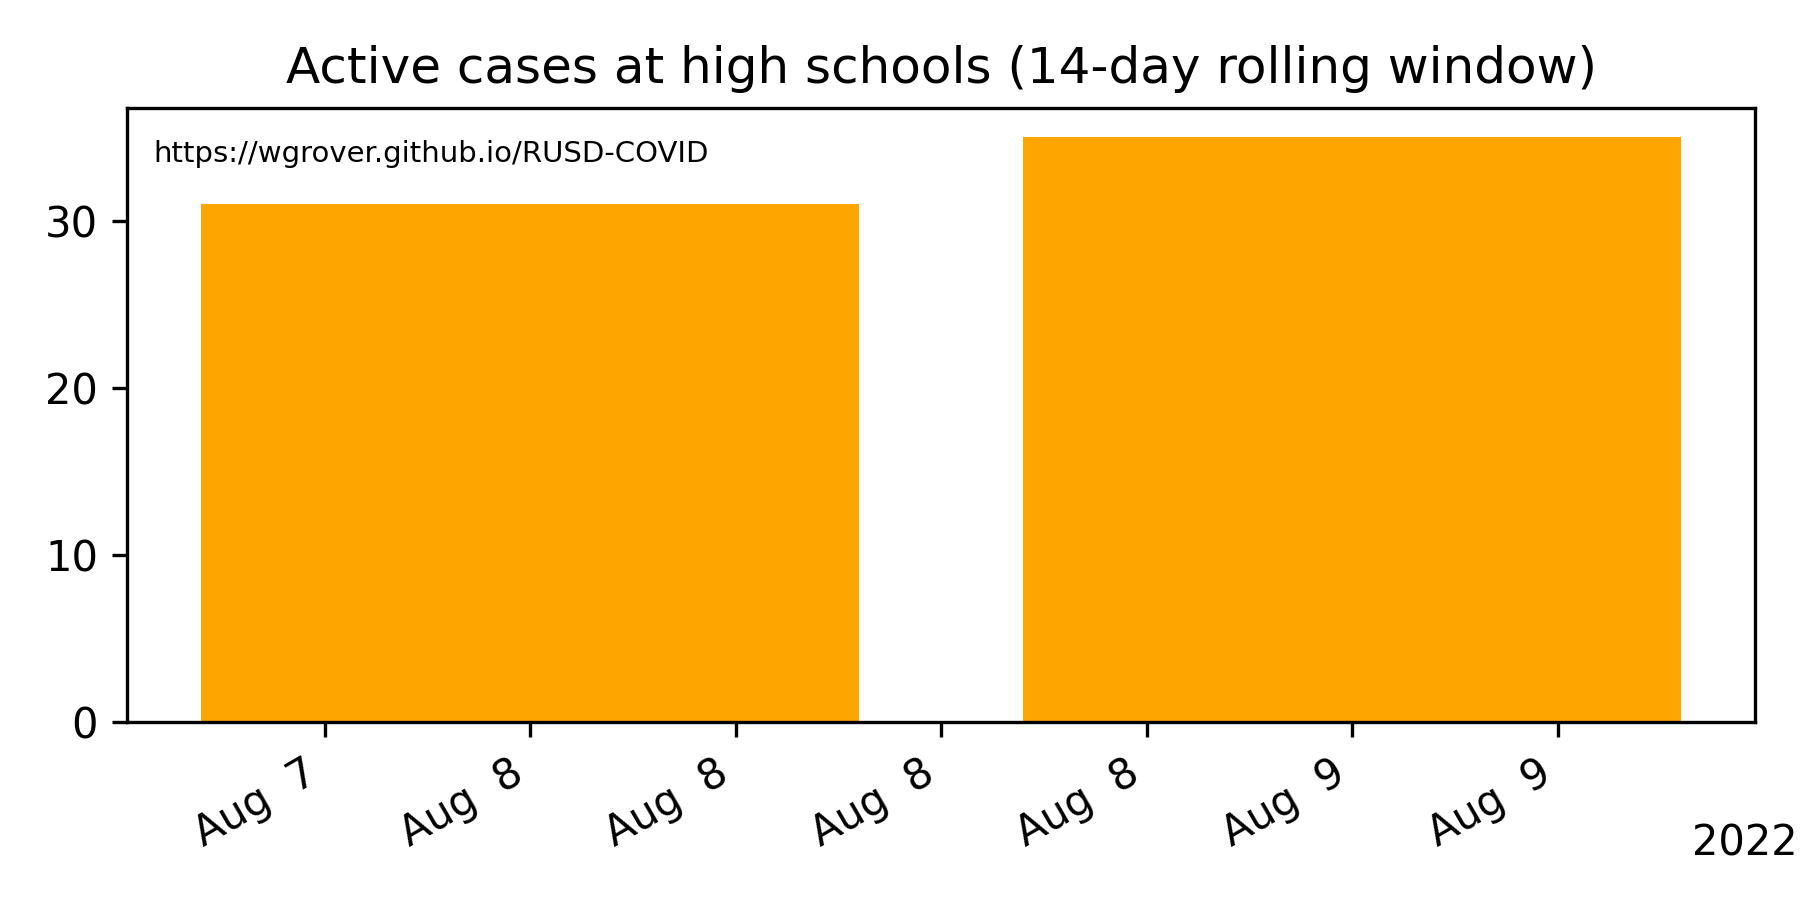 Active cases at high schools (14-day rolling window)
https://wgrover.github.io/RUSD-COVID
30
20
10
0
Aug 7
Aug 8
Aug 8
Aug 8
Aug 8
Aug 9
Aug 9
2022